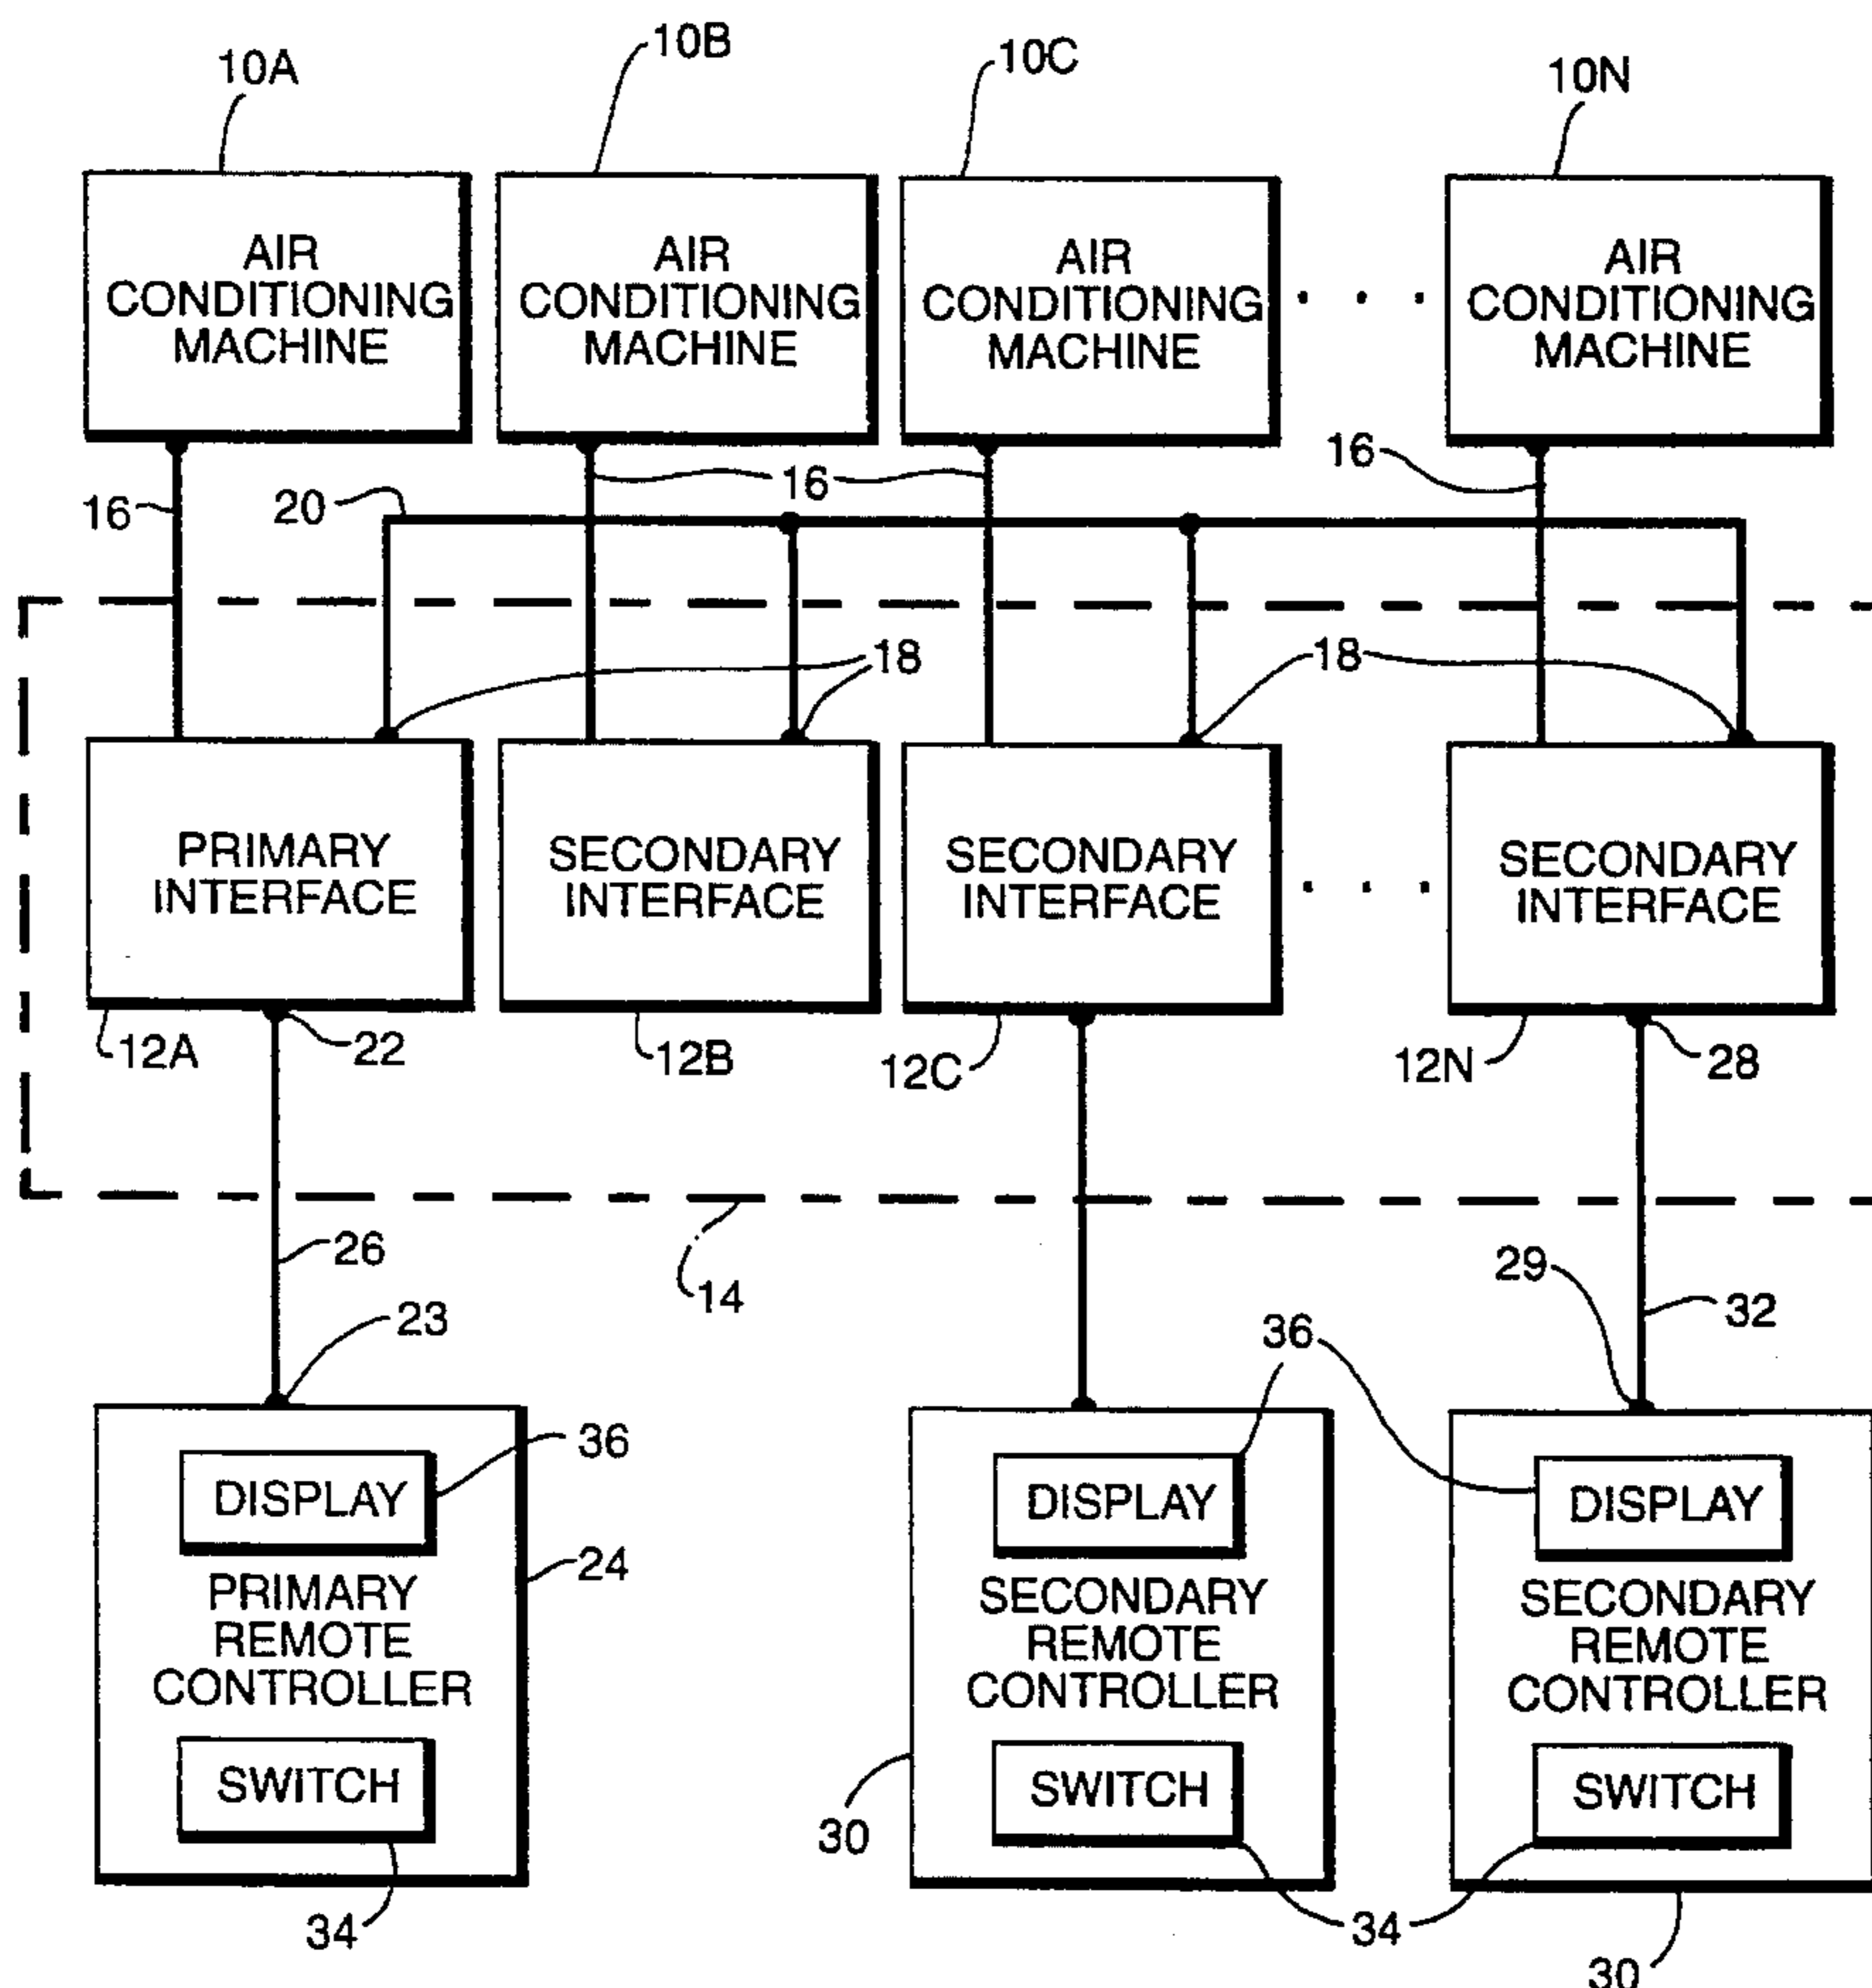 10A
10B
10C
10N
AIR
CONDITIONING
MACHINE
AIR
CONDITIONING
MACHINE
AIR
CONDITIONING
MACHINE
. . .
AIR
CONDITIONING
MACHINE
16
20
16
16
18
18
PRIMARY
INTERFACE
SECONDARY
INTERFACE
SECONDARY
INTERFACE
. . .
SECONDARY
INTERFACE
12A
22
12B
12C
12N
28
26
14
23
29
32
36
36
DISPLAY
PRIMARY
REMOTE
CONTROLLER
SWITCH
24
34
DISPLAY
SECONDARY
REMOTE
CONTROLLER
SWITCH
30
DISPLAY
SECONDARY
REMOTE
CONTROLLER
SWITCH
34
30